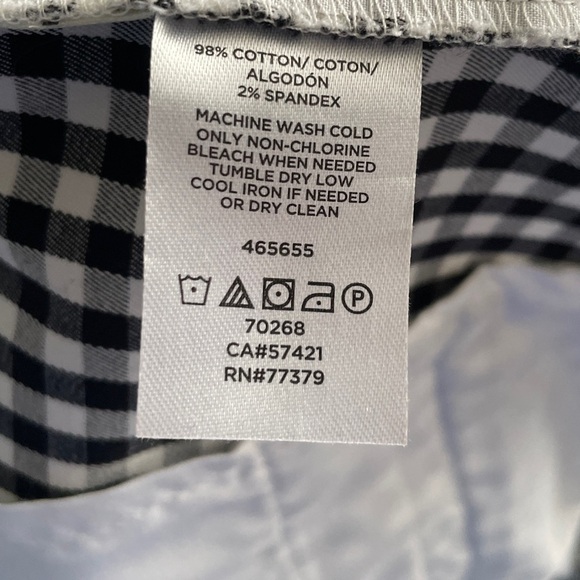 98% COTTON/ COTON/
ALGODÓN
2% SPANDEX
MACHINE WASH COLD
ONLY NON-CHLORINE
BLEACH WHEN NEEDED
TUMBLE DRY LOW
COOL IRON IF NEEDED
OR DRY CLEAN
465655
P
70268
CA#57421
RN#77379